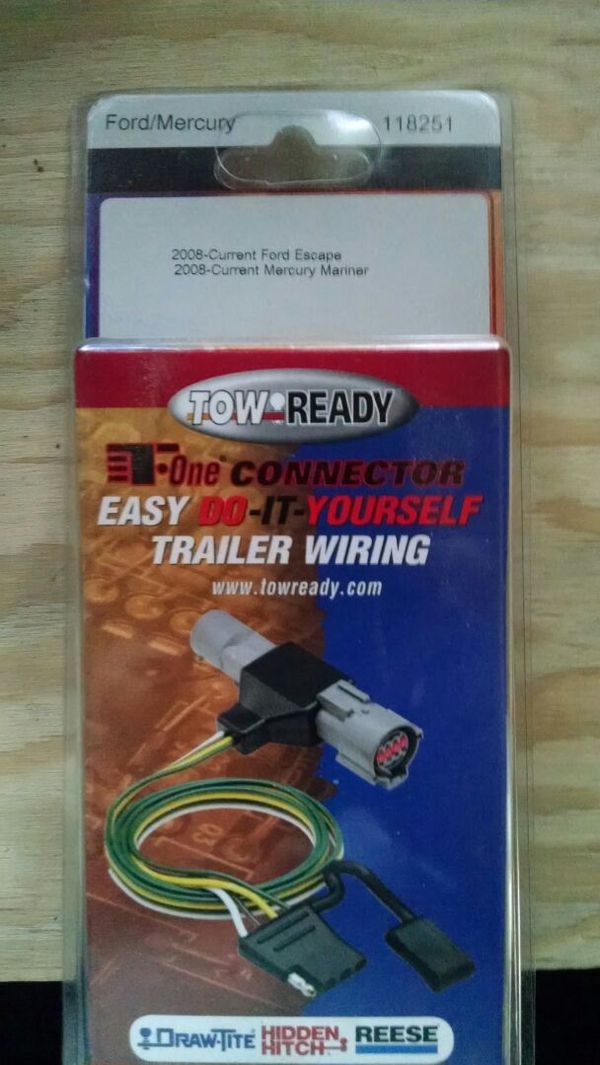 Ford/Mercury 118251
2008-Current Ford Escape
2008-Current Mercury Mariner
TOW READY
T-One® CONNECTOR
EASY DO-IT-YOURSELF
TRAILER WIRING
www.towready.com
DRAW-TITE HIDDEN HITCH REESE